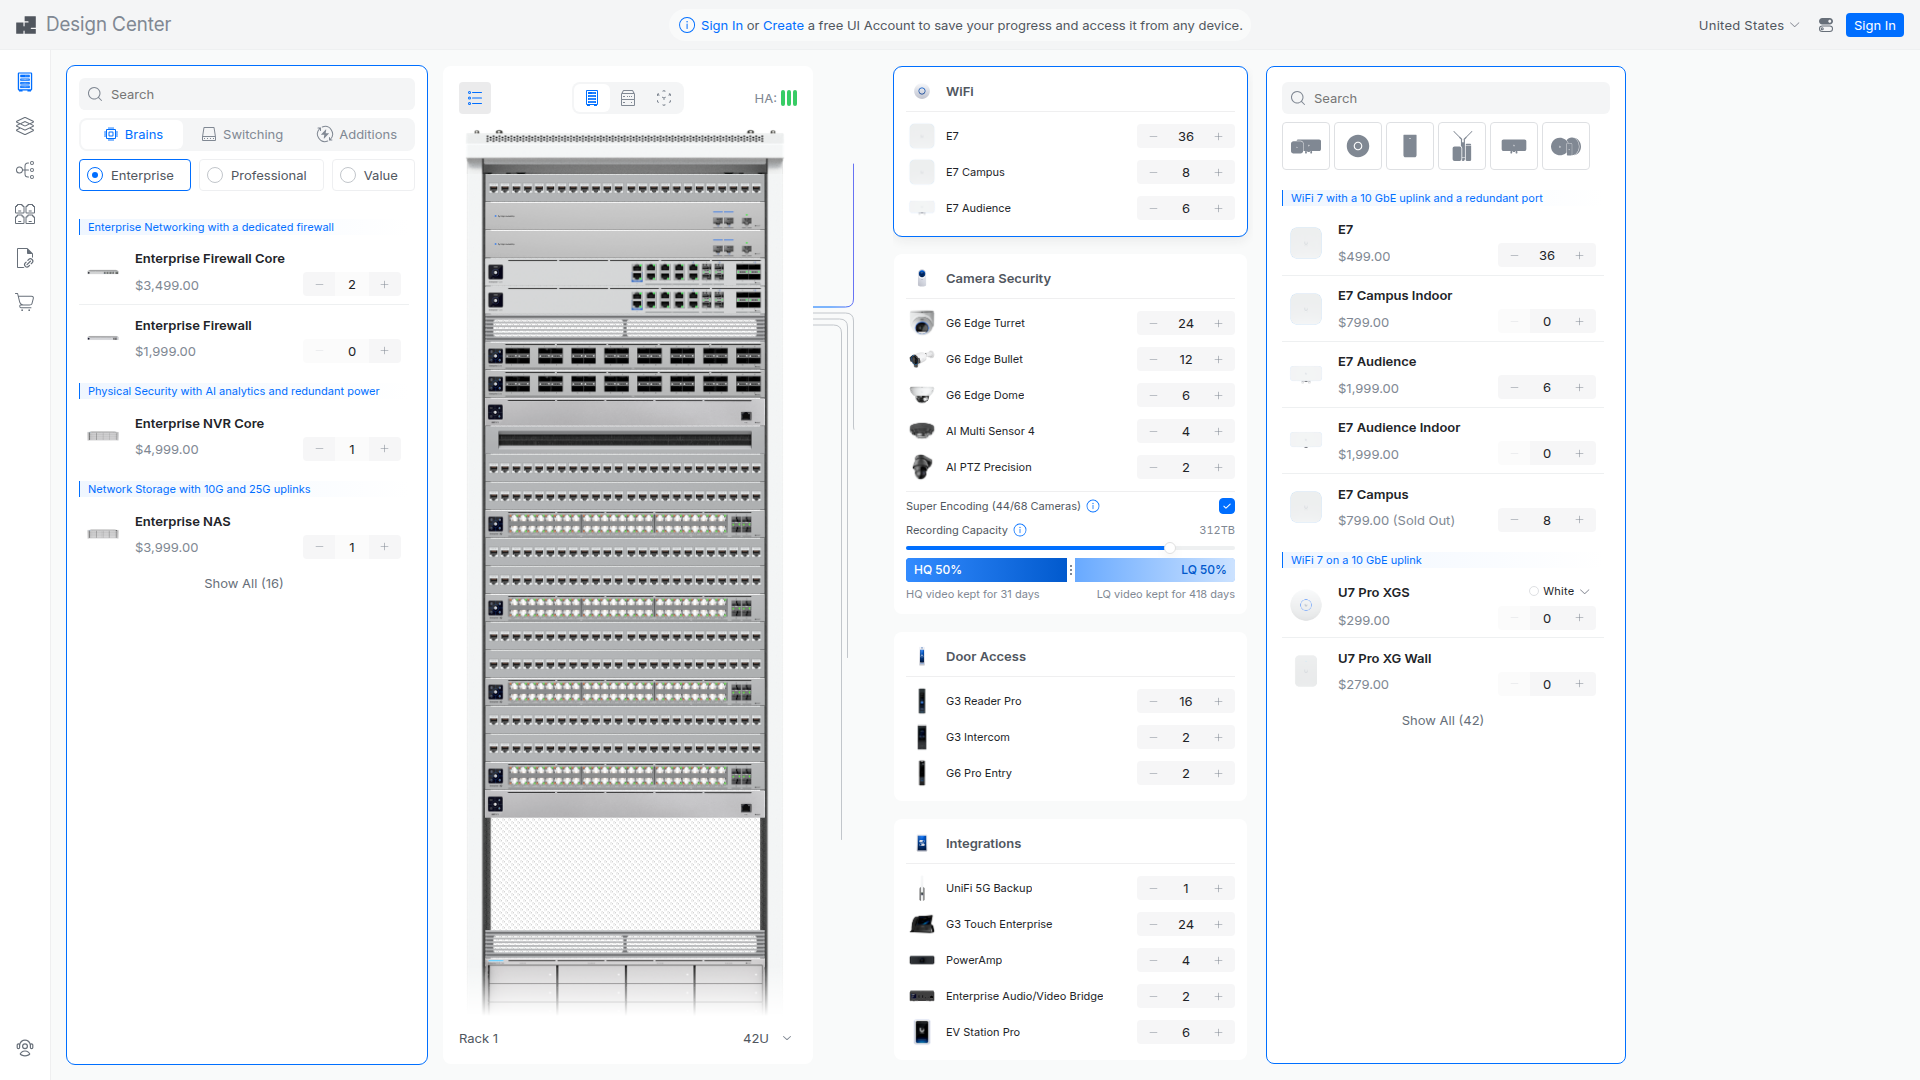 Design Center
Sign In or Create a free UI Account to save your progress and access it from any device.
United States
Sign In
Search
Brains
Switching
Additions
Enterprise
Professional
Value
Enterprise Networking with a dedicated firewall
Enterprise Firewall Core
$3,499.00
2
Enterprise Firewall
$1,999.00
0
Physical Security with AI analytics and redundant power
Enterprise NVR Core
$4,999.00
1
Network Storage with 10G and 25G uplinks
Enterprise NAS
$3,999.00
1
Show All (16)
HA:
Rack 1
42U
WiFi
E7
36
E7 Campus
8
E7 Audience
6
Camera Security
G6 Edge Turret
24
G6 Edge Bullet
12
G6 Edge Dome
6
AI Multi Sensor 4
4
AI PTZ Precision
2
Super Encoding (44/68 Cameras)
Recording Capacity
312TB
HQ 50%
LQ 50%
HQ video kept for 31 days
LQ video kept for 418 days
Door Access
G3 Reader Pro
16
G3 Intercom
2
G6 Pro Entry
2
Integrations
UniFi 5G Backup
1
G3 Touch Enterprise
24
PowerAmp
4
Enterprise Audio/Video Bridge
2
EV Station Pro
6
Search
WiFi 7 with a 10 GbE uplink and a redundant port
E7
$499.00
36
E7 Campus Indoor
$799.00
0
E7 Audience
$1,999.00
6
E7 Audience Indoor
$1,999.00
0
E7 Campus
$799.00 (Sold Out)
8
WiFi 7 on a 10 GbE uplink
U7 Pro XGS
White
$299.00
0
U7 Pro XG Wall
$279.00
0
Show All (42)